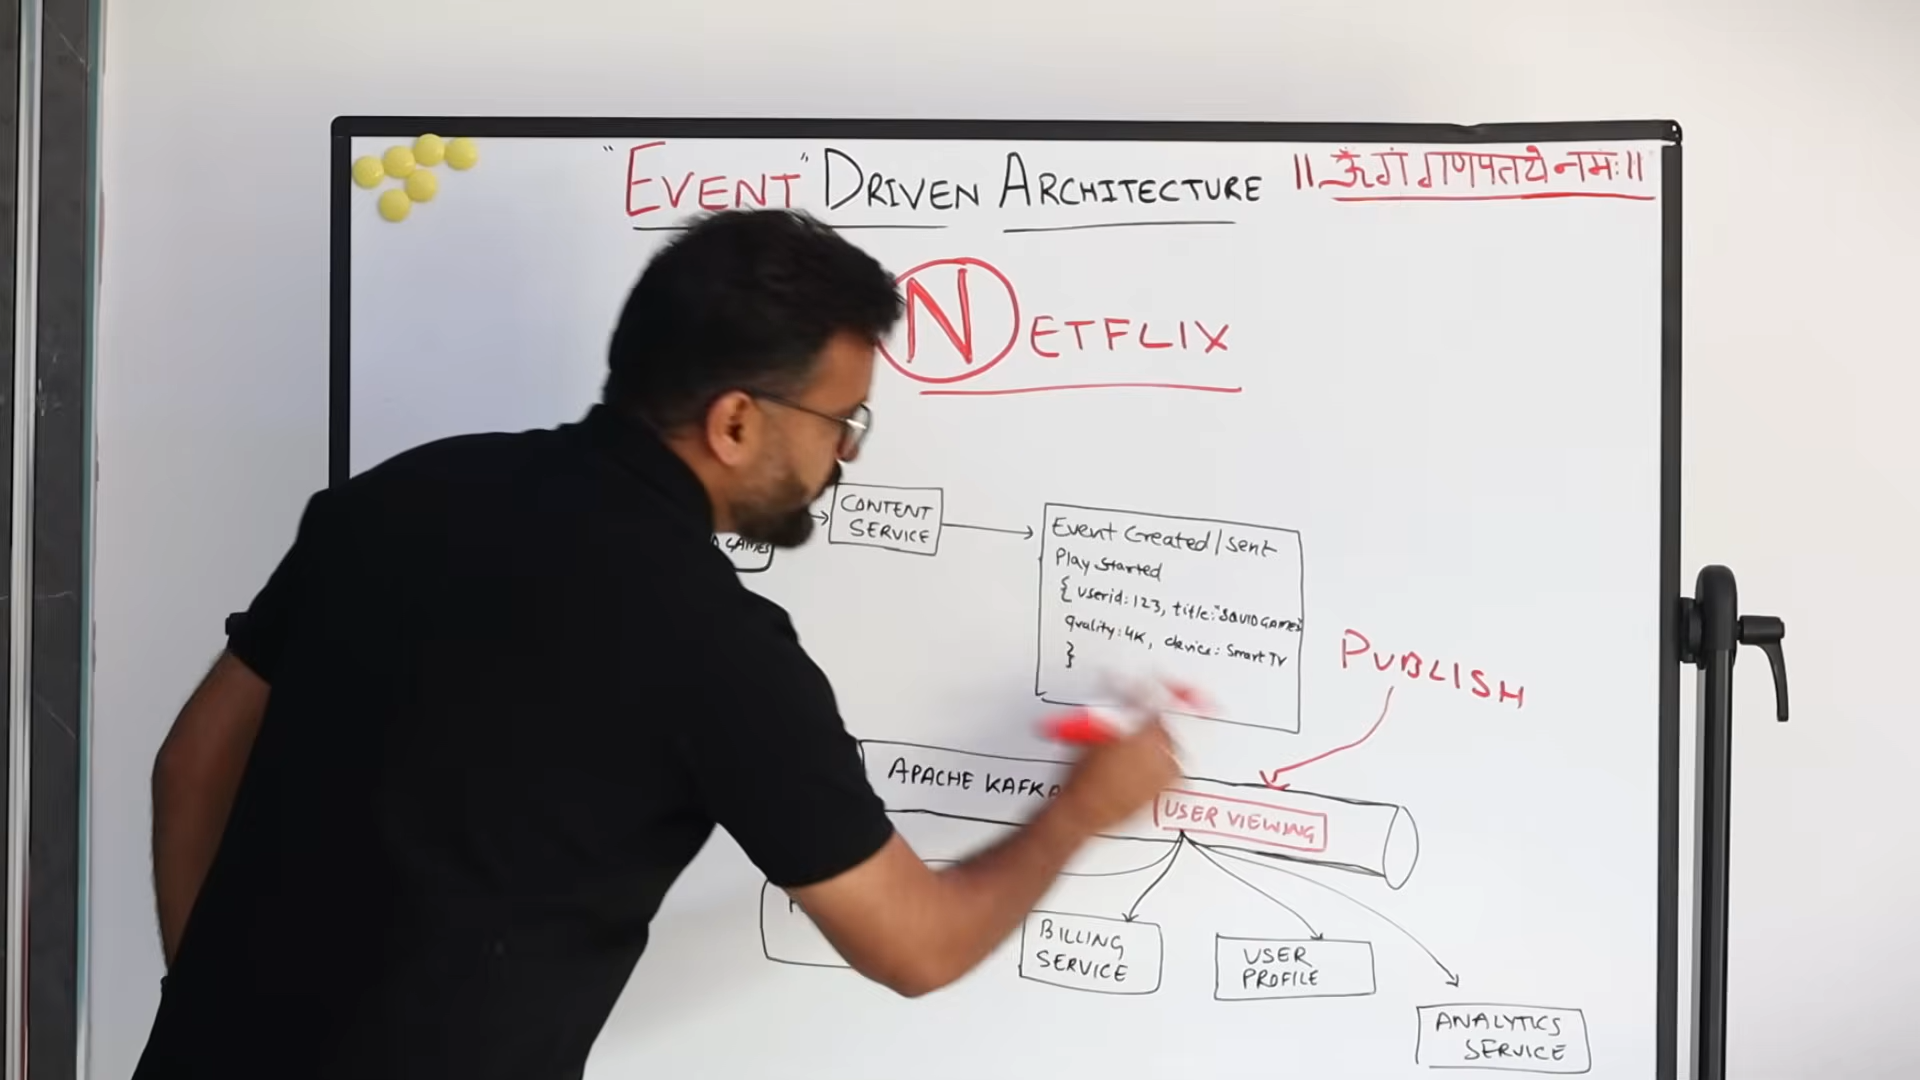 "EVENT" DRIVEN ARCHITECTURE
॥ ॐ गं गणपतये नमः ॥
NETFLIX
GAMES
CONTENT
SERVICE
Event Created/Sent
Play Started
{ userid: 123, title: "SQUID GAMES"
quality: 4K, device: Smart TV
}
PUBLISH
APACHE KAFKA
USER VIEWING
BILLING
SERVICE
USER
PROFILE
ANALYTICS
SERVICE